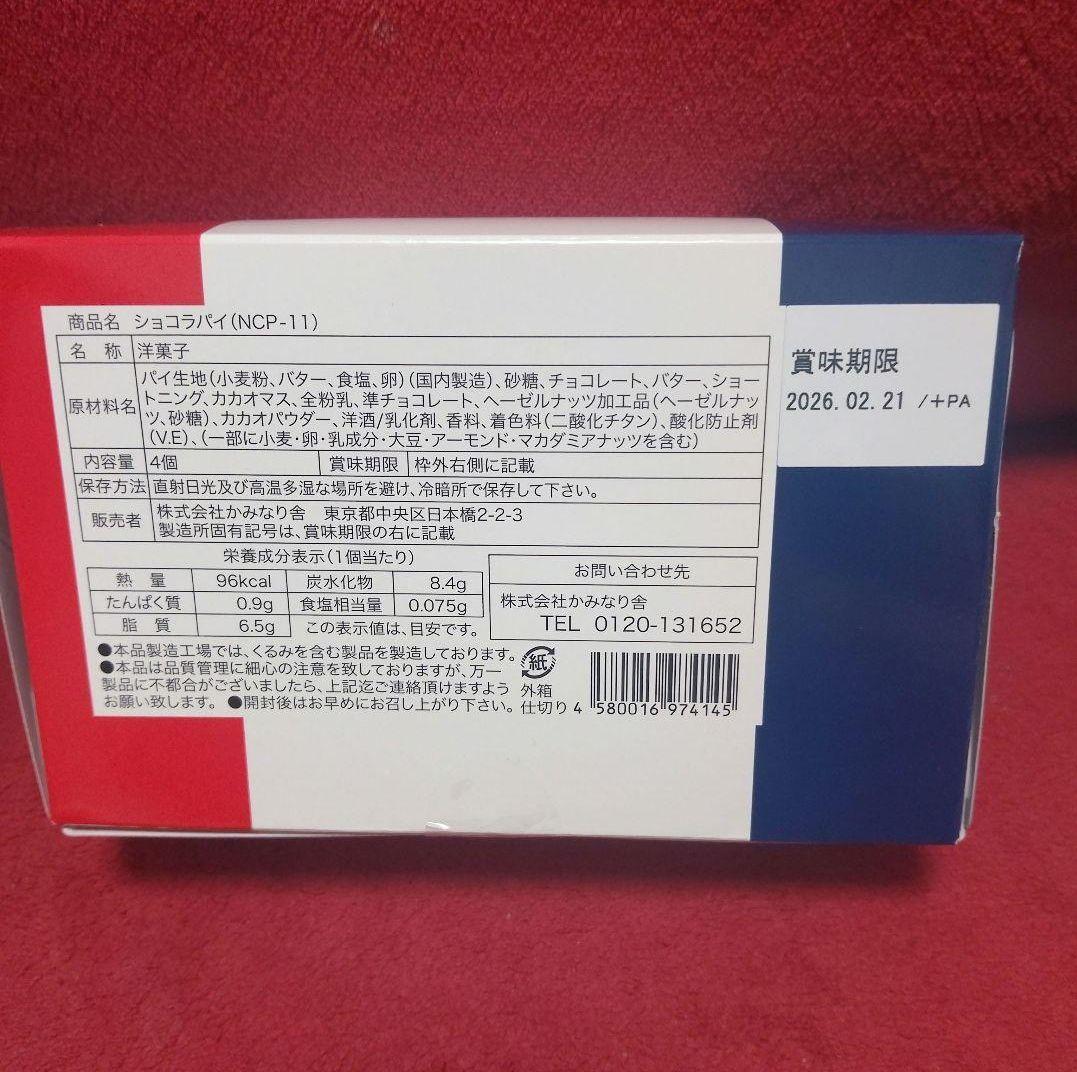 商品名 ショコラパイ(NCP-11)
名 称 洋菓子
原材料名 パイ生地(小麦粉、バター、食塩、卵)(国内製造)、砂糖、チョコレート、バター、ショー
トニング、カカオマス、全粉乳、準チョコレート、ヘーゼルナッツ加工品(ヘーゼルナッ
ツ、砂糖)、カカオパウダー、洋酒/乳化剤、香料、着色料(二酸化チタン)、酸化防止剤
(V.E)、(一部に小麦・卵・乳成分・大豆・アーモンド・マカダミアナッツを含む)
内容量 4個 賞味期限 枠外右側に記載
保存方法 直射日光及び高温多湿な場所を避け、冷暗所で保存して下さい。
販売者 株式会社かみなり舎 東京都中央区日本橋2-2-3
製造所固有記号は、賞味期限の右に記載
栄養成分表示(1個当たり)
熱 量 96kcal 炭水化物 8.4g
たんぱく質 0.9g 食塩相当量 0.075g
脂 質 6.5g この表示値は、目安です。
お問い合わせ先
株式会社かみなり舎
TEL 0120-131652
●本品製造工場では、くるみを含む製品を製造しております。
●本品は品質管理に細心の注意を致しておりますが、万一
製品に不都合がございましたら、上記迄ご連絡頂けますよう
お願い致します。 ●開封後はお早めにお召し上がり下さい。
紙
外箱
仕切り
4 580016 974145
賞味期限
2026.02.21 /+PA